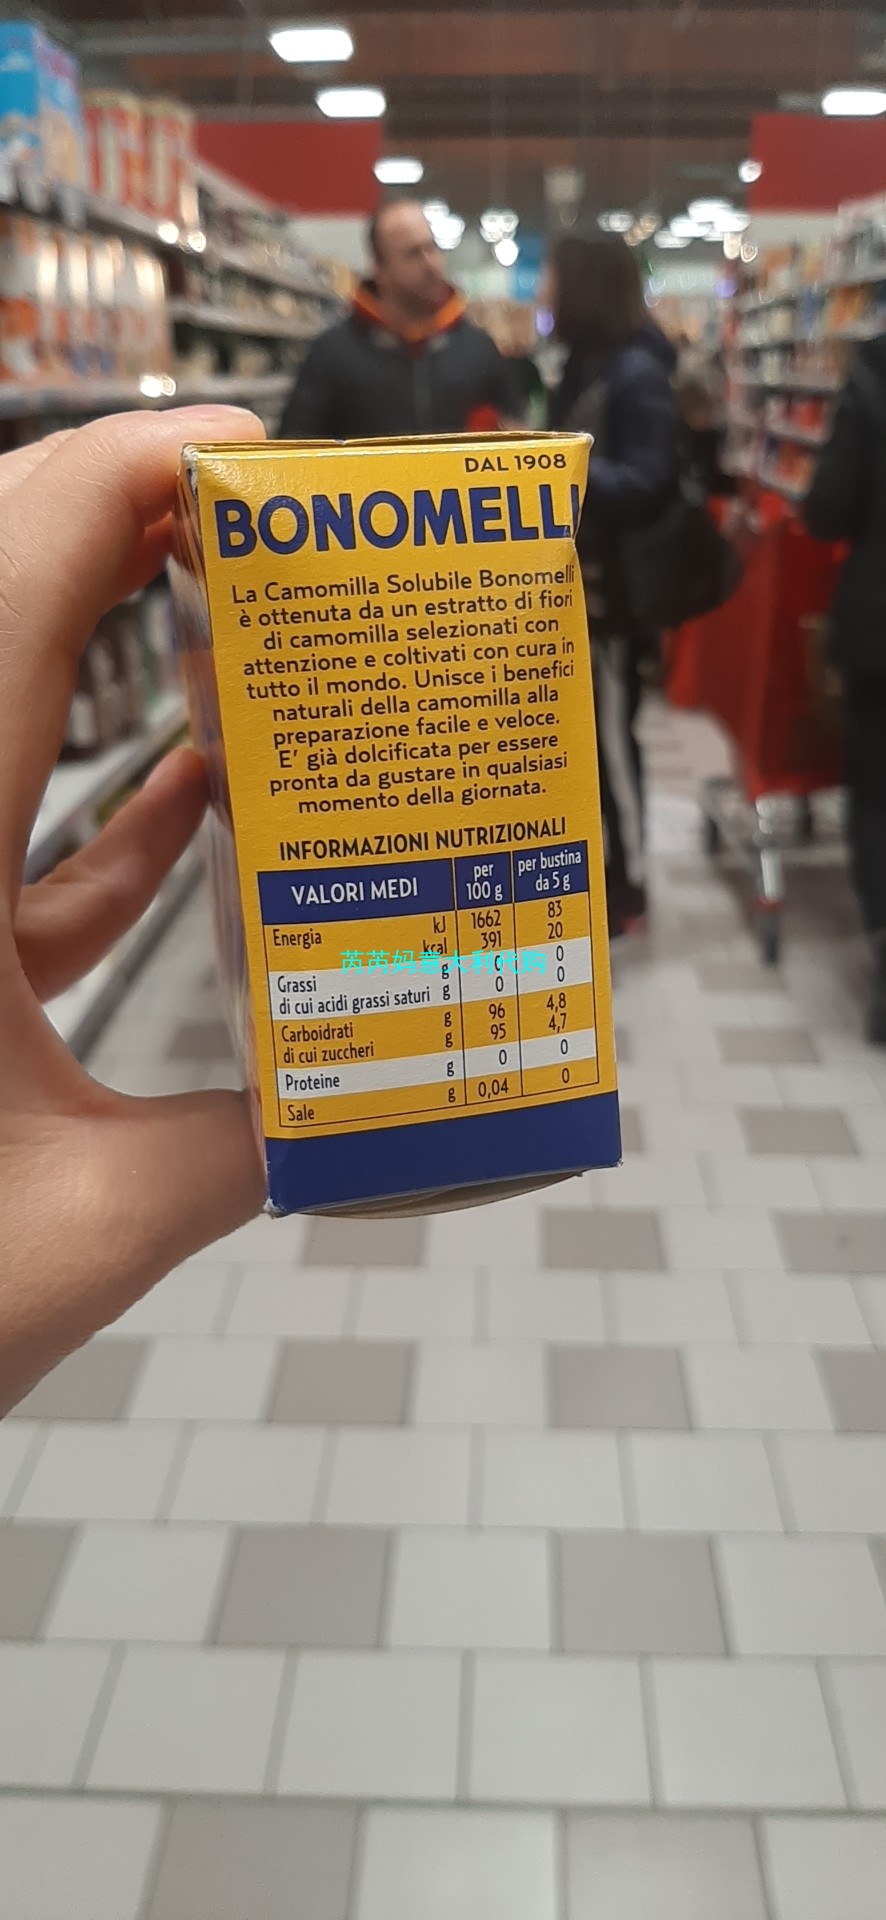 DAL 1908
BONOMELLI
La Camomilla Solubile Bonomelli
è ottenuta da un estratto di fiori
di camomilla selezionati con
attenzione e coltivati con cura in
tutto il mondo. Unisce i benefici
naturali della camomilla alla
preparazione facile e veloce.
E' già dolcificata per essere
pronta da gustare in qualsiasi
momento della giornata.
INFORMAZIONI NUTRIZIONALI
VALORI MEDI per 100 g per bustina da 5 g
Energia kJ 1662 83
kcal 391 20
芮芮妈意大利代购
Grassi g 0 0
di cui acidi grassi saturi g 0 0
Carboidrati g 96 4,8
di cui zuccheri g 95 4,7
Proteine g 0 0
Sale g 0,04 0